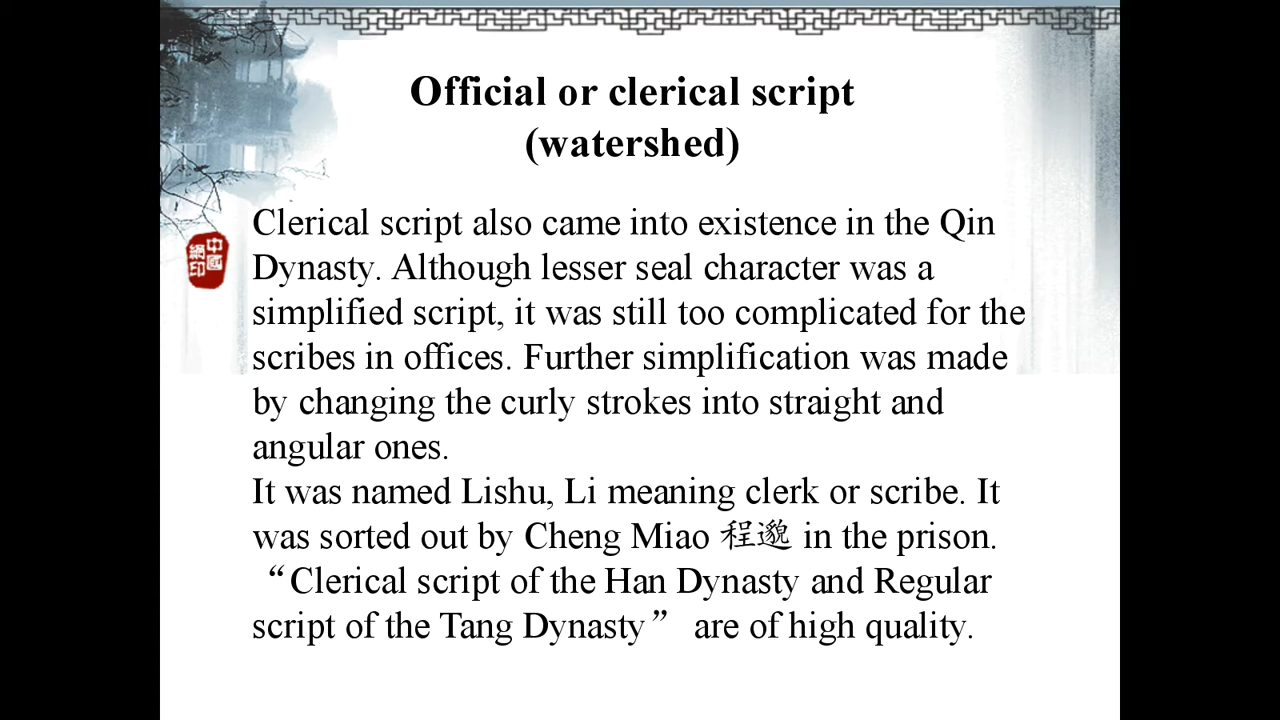 Official or clerical script
(watershed)
中國
網印
Clerical script also came into existence in the Qin
Dynasty. Although lesser seal character was a
simplified script, it was still too complicated for the
scribes in offices. Further simplification was made
by changing the curly strokes into straight and
angular ones.
It was named Lishu, Li meaning clerk or scribe. It
was sorted out by Cheng Miao 程邈 in the prison.
“Clerical script of the Han Dynasty and Regular
script of the Tang Dynasty” are of high quality.